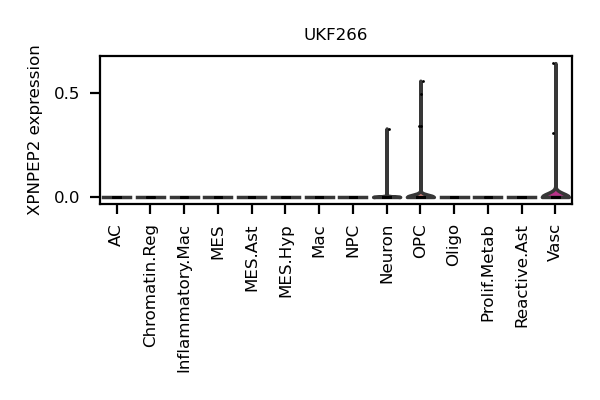 UKF266
XPNPEP2 expression
0.5
0.0
AC
Chromatin.Reg
Inflammatory.Mac
MES
MES.Ast
MES.Hyp
Mac
NPC
Neuron
OPC
Oligo
Prolif.Metab
Reactive.Ast
Vasc